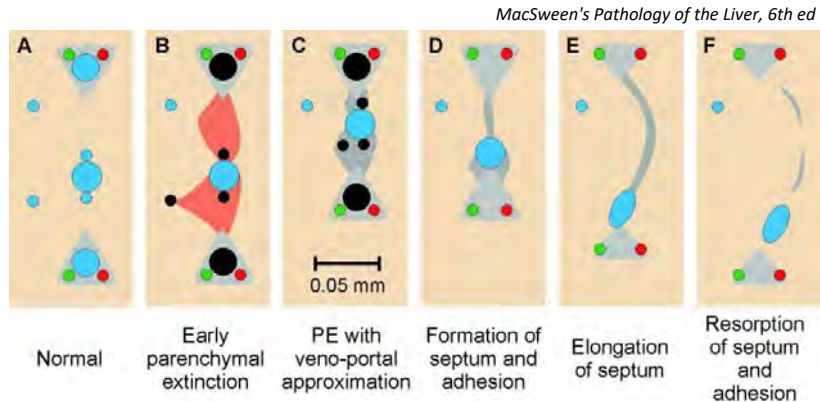 MacSween's Pathology of the Liver, 6th ed
A
B
C
D
E
F
0.05 mm
Normal
Early
parenchymal
extinction
PE with
veno-portal
approximation
Formation of
septum and
adhesion
Elongation
of septum
Resorption
of septum
and
adhesion